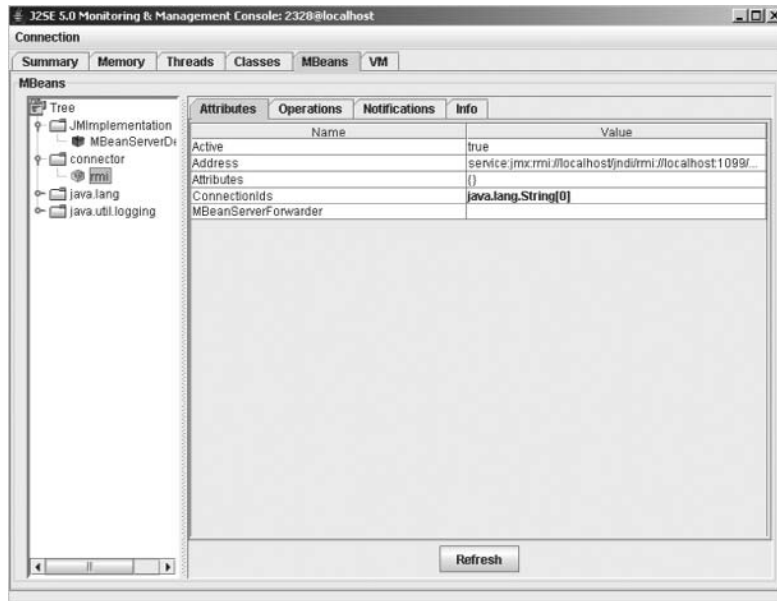 J2SE 5.0 Monitoring & Management Console: 2328@localhost
Connection
Summary Memory Threads Classes MBeans VM
MBeans
Tree
JMImplementation
MBeanServerDe
connector
rmi
java.lang
java.util.logging
Attributes Operations Notifications Info
Name Value
Active true
Address service:jmx:rmi://localhost/jndi/rmi://localhost:1099/...
Attributes {}
ConnectionIds java.lang.String[0]
MBeanServerForwarder
Refresh